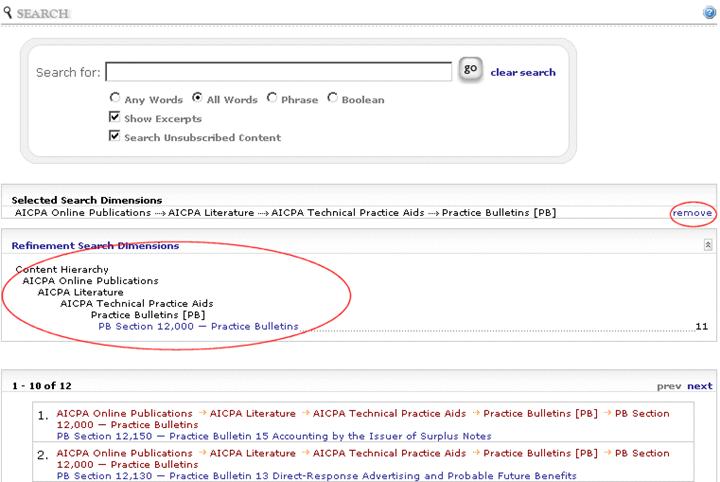 SEARCH
Search for: go clear search
Any Words All Words Phrase Boolean
Show Excerpts
Search Unsubscribed Content
Selected Search Dimensions
AICPA Online Publications → AICPA Literature → AICPA Technical Practice Aids → Practice Bulletins [PB] remove
Refinement Search Dimensions
Content Hierarchy
AICPA Online Publications
AICPA Literature
AICPA Technical Practice Aids
Practice Bulletins [PB]
PB Section 12,000 — Practice Bulletins 11
1 - 10 of 12 prev next
1. AICPA Online Publications → AICPA Literature → AICPA Technical Practice Aids → Practice Bulletins [PB] → PB Section
12,000 — Practice Bulletins
PB Section 12,150 — Practice Bulletin 15 Accounting by the Issuer of Surplus Notes
2. AICPA Online Publications → AICPA Literature → AICPA Technical Practice Aids → Practice Bulletins [PB] → PB Section
12,000 — Practice Bulletins
PB Section 12,130 — Practice Bulletin 13 Direct-Response Advertising and Probable Future Benefits